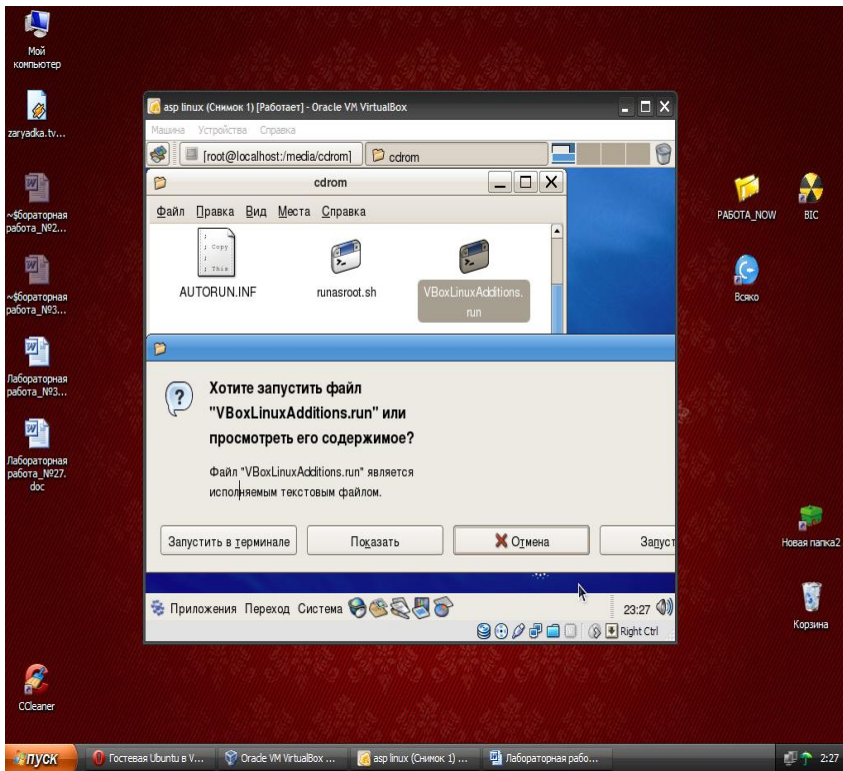 Мой
компьютер
zaryadka.tv...
~$бораторная
работа_№2...
~$бораторная
работа_№3...
Лабораторная
работа_№3...
Лабораторная
работа_№27.
doc
CCleaner
asp linux (Снимок 1) [Работает] - Oracle VM VirtualBox
Машина Устройства Справка
[root@localhost:/media/cdrom] cdrom
cdrom
Файл Правка Вид Места Справка
; Copy
; This
AUTORUN.INF runasroot.sh VBoxLinuxAdditions.
run
Хотите запустить файл
"VBoxLinuxAdditions.run" или
просмотреть его содержимое?
Файл "VBoxLinuxAdditions.run" является
исполняемым текстовым файлом.
Запустить в терминале Показать Отмена Запуст
Приложения Переход Система 23:27
Right Ctrl
РАБОТА_NOW BIC
Всяко
Новая папка2
Корзина
пуск Гостевая Ubuntu в V... Oracle VM VirtualBox ... asp linux (Снимок 1) ... Лабораторная рабо... 2:27